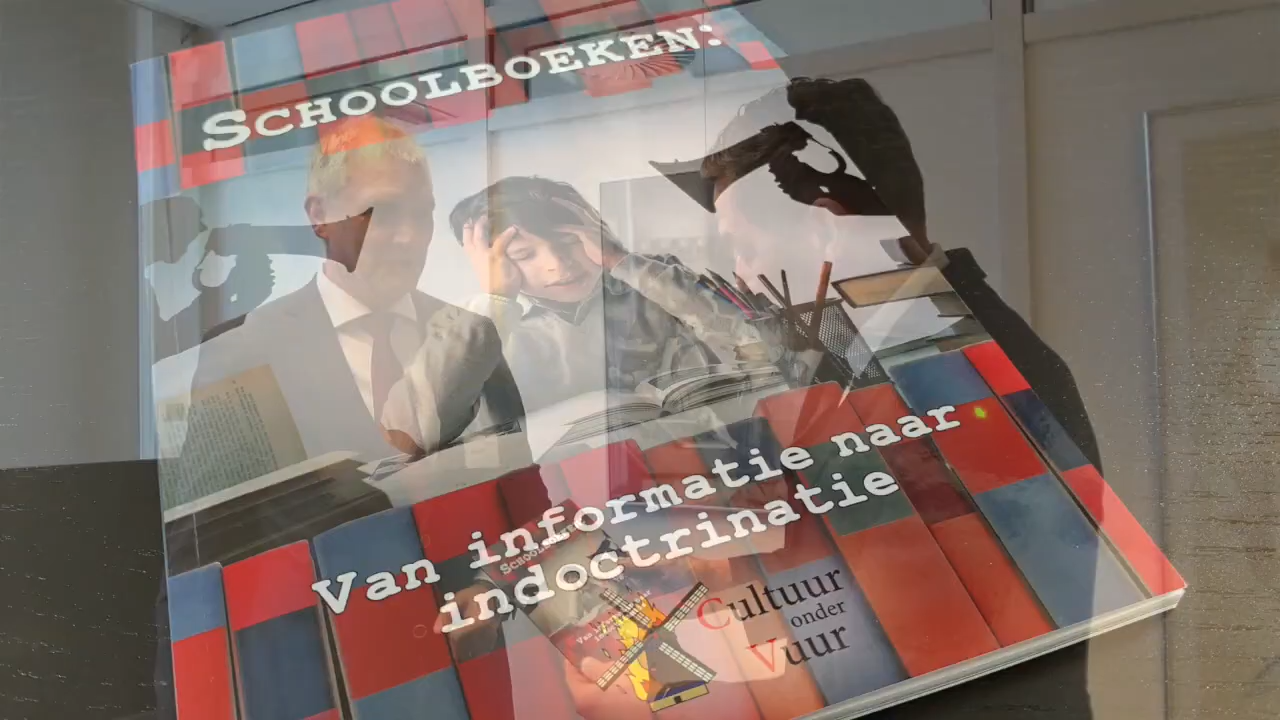 SCHOOLBOEKEN:
Van informatie naar
indoctrinatie
Cultuur
onder
Vuur